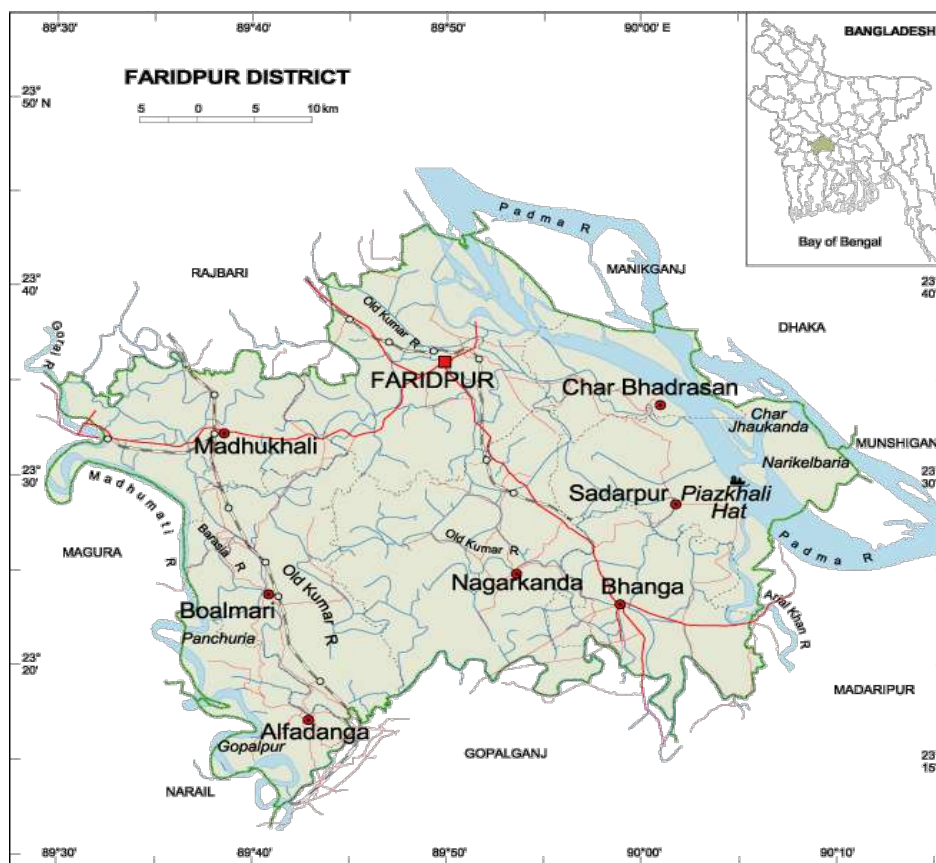 89°30'
89°40'
89°50'
90°00' E
BANGLADESH
FARIDPUR DISTRICT
5 0 10 km
23°
50' N
Bay of Bengal
Padma R
MANIKGANJ
RAJBARI
23°
40'
40'
DHAKA
Gorai R
Old Kumar R
FARIDPUR
Char Bhadrasan
Char
Jhaukanda
MUNSHIGAN
Madhukhali
Narikelbaria
23°
30'
30'
Madhumati R
Sadarpur
Piazkhali
Hat
Padma R
MAGURA
Barasia R
Old Kumar R
Old Kumar R
Nagarkanda
Bhanga
Boalmari
Arial Khan R
Panchuria
23°
20'
MADARIPUR
Alfadanga
Gopalpur
GOPALGANJ
NARAIL
15'
89°30'
89°40'
89°50'
90°00'
90°10'